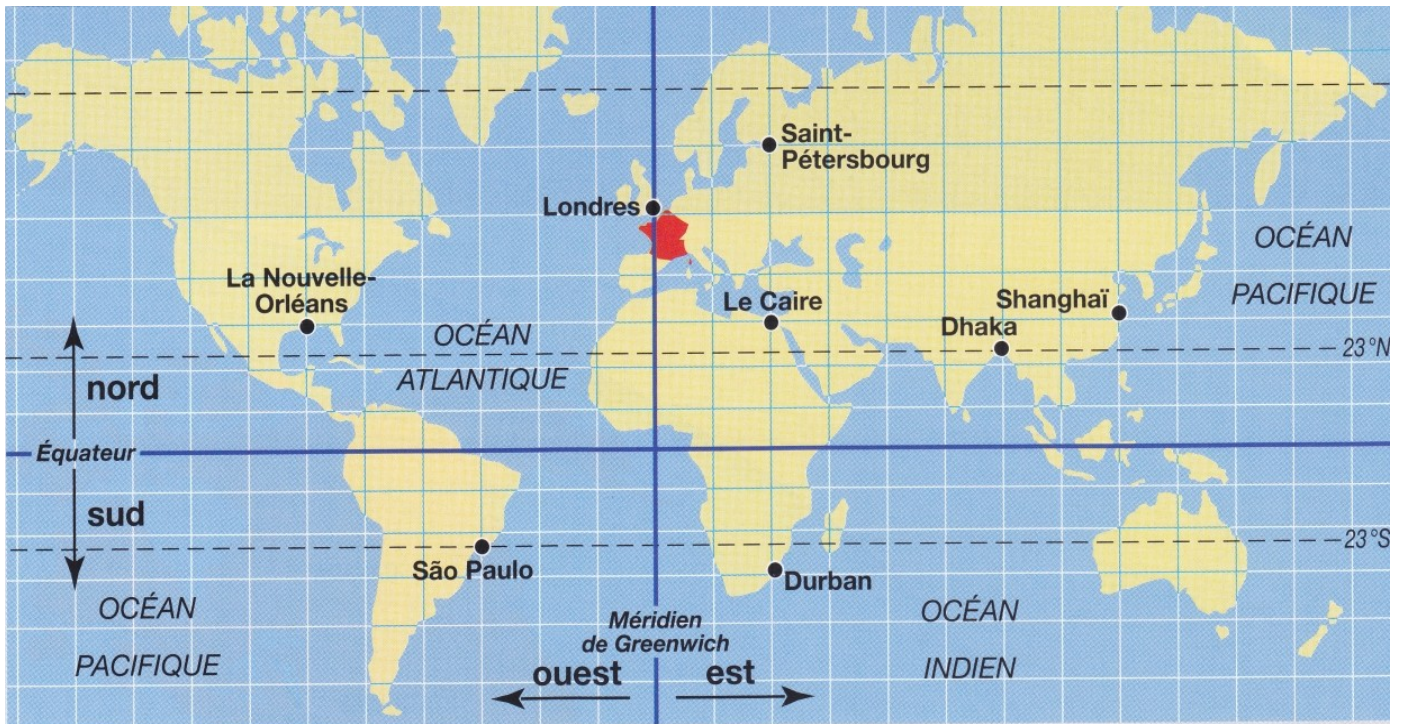 Saint-
Pétersbourg
Londres
OCÉAN
PACIFIQUE
La Nouvelle-
Orléans
Le Caire
Shanghaï
Dhaka
OCÉAN
ATLANTIQUE
23°N
nord
Équateur
sud
23°S
São Paulo
Durban
OCÉAN
PACIFIQUE
Méridien
de Greenwich
ouest
est
OCÉAN
INDIEN